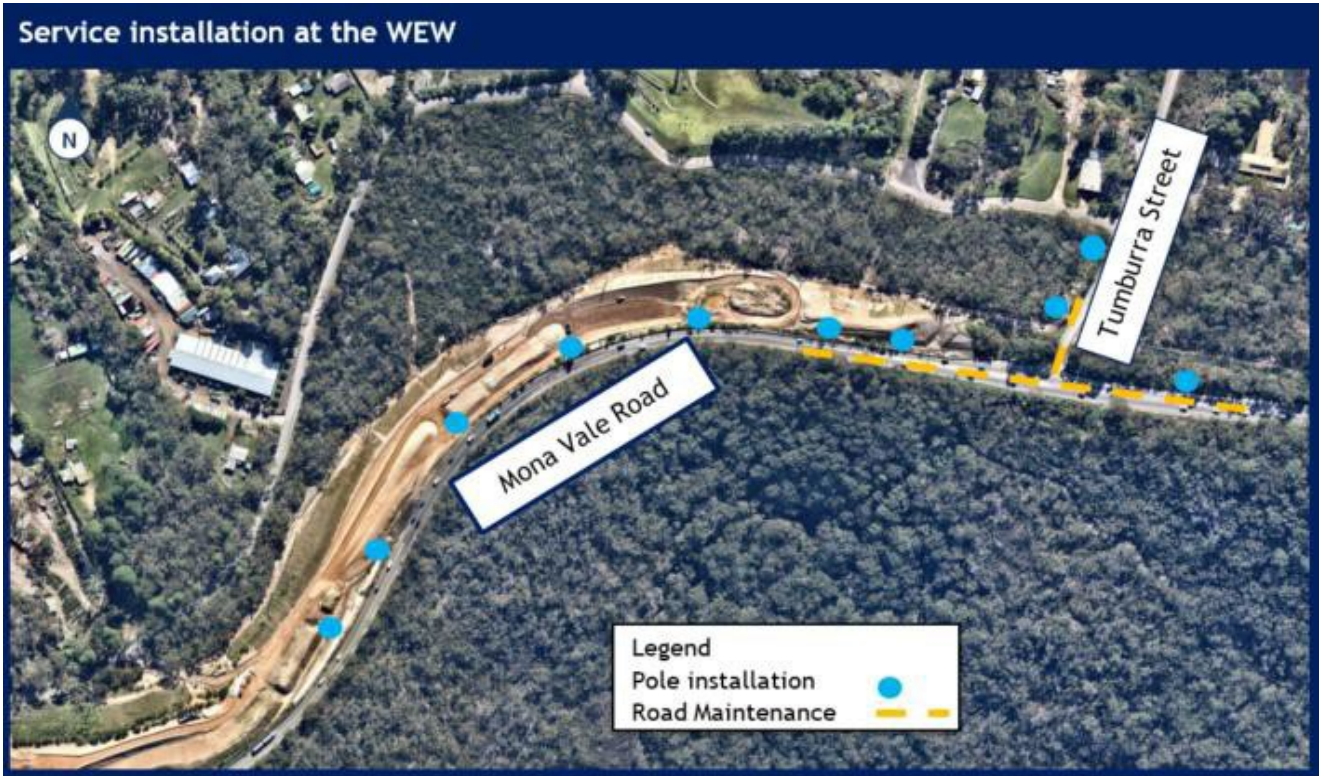 Service installation at the WEW
N
Tumburra Street
Mona Vale Road
Legend
Pole installation
Road Maintenance